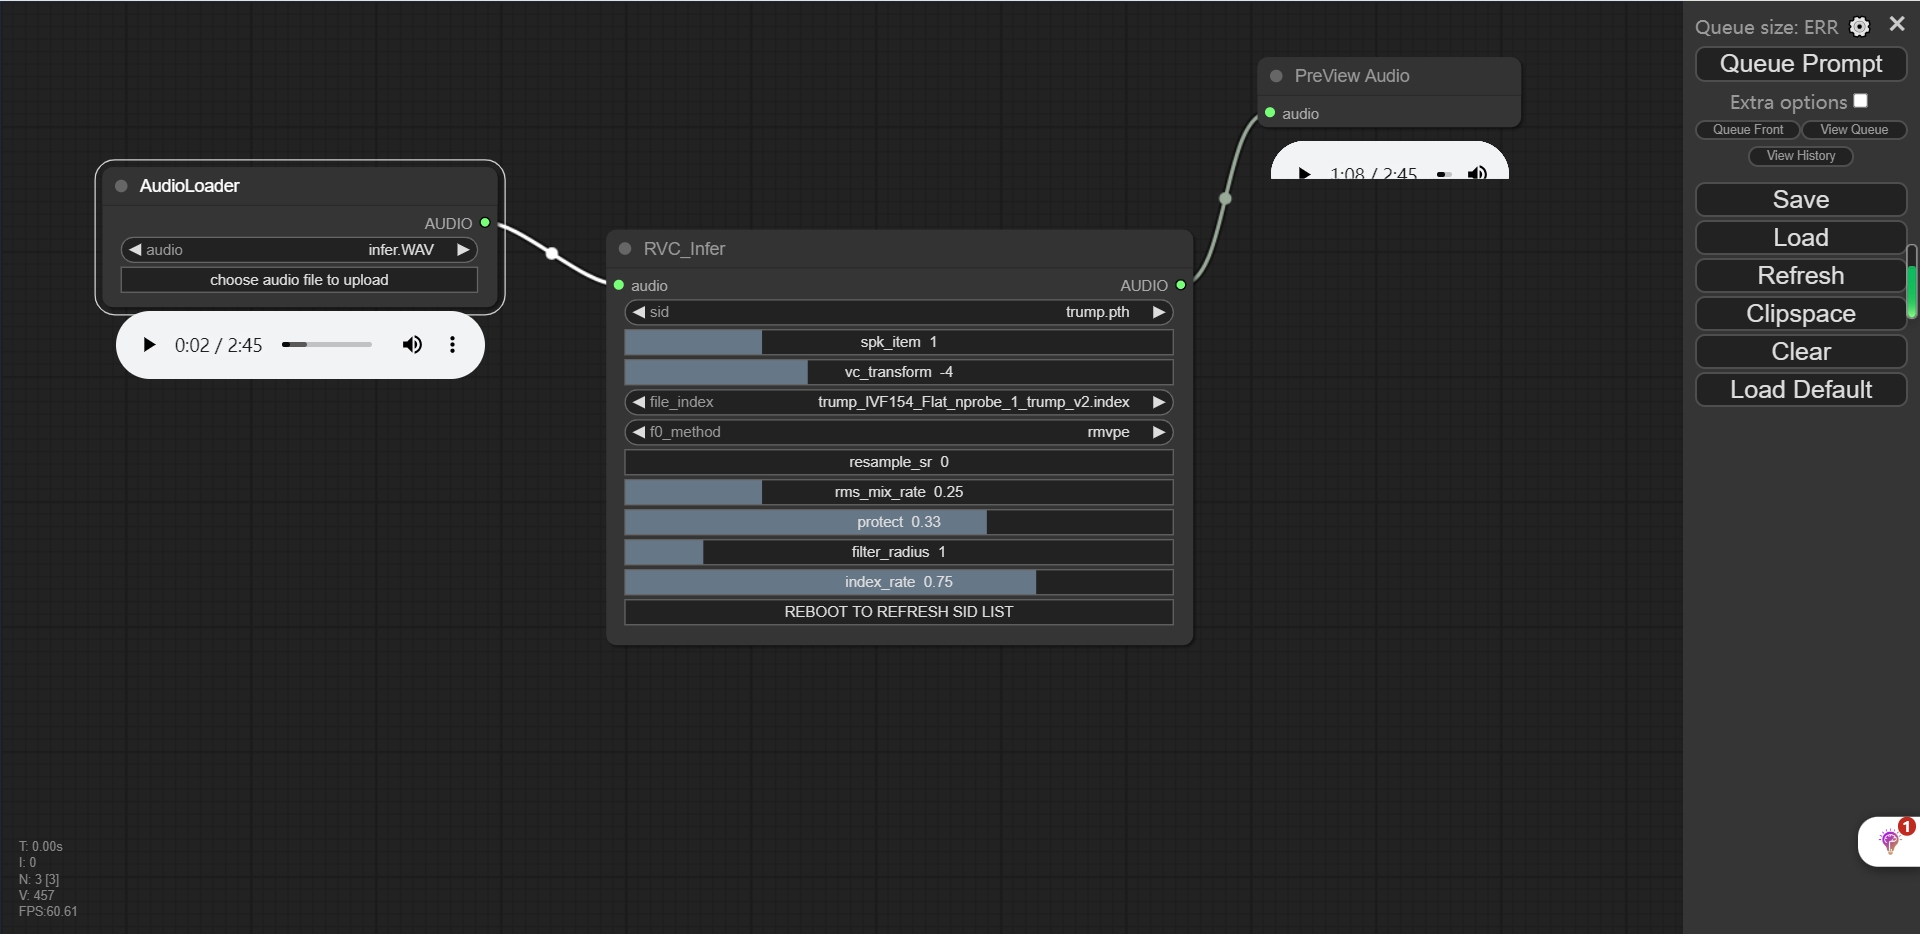 AudioLoader
AUDIO
audio infer.WAV
choose audio file to upload
0:02 / 2:45
RVC_Infer
audio AUDIO
sid trump.pth
spk_item 1
vc_transform -4
file_index trump_IVF154_Flat_nprobe_1_trump_v2.index
f0_method rmvpe
resample_sr 0
rms_mix_rate 0.25
protect 0.33
filter_radius 1
index_rate 0.75
REBOOT TO REFRESH SID LIST
PreView Audio
audio
1:08 / 2:45
Queue size: ERR
Queue Prompt
Extra options
Queue Front View Queue
View History
Save
Load
Refresh
Clipspace
Clear
Load Default
1
T: 0.00s
I: 0
N: 3 [3]
V: 457
FPS:60.61